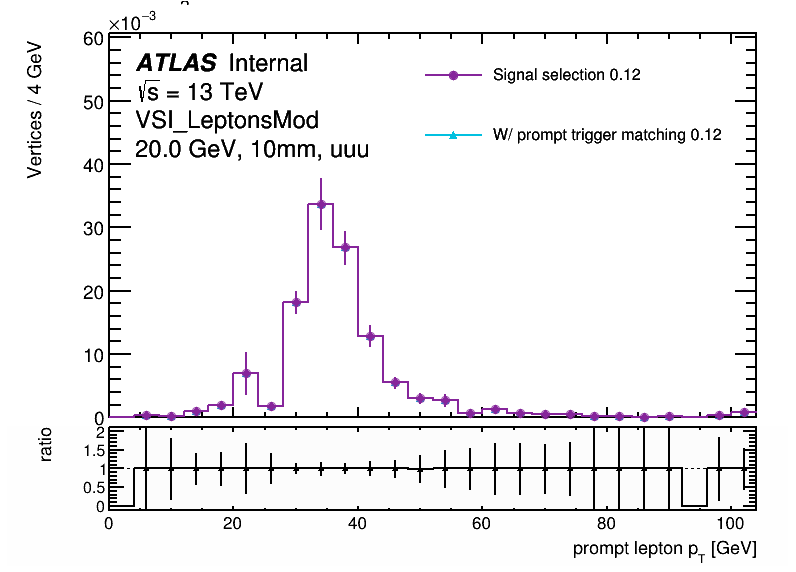 ×10⁻³
Vertices / 4 GeV
60
50
40
30
20
10
0
ATLAS Internal
√s = 13 TeV
VSI_LeptonsMod
20.0 GeV, 10mm, uuu
Signal selection 0.12
W/ prompt trigger matching 0.12
ratio
2
1.5
1
0.5
0
0 20 40 60 80 100
prompt lepton p_T [GeV]